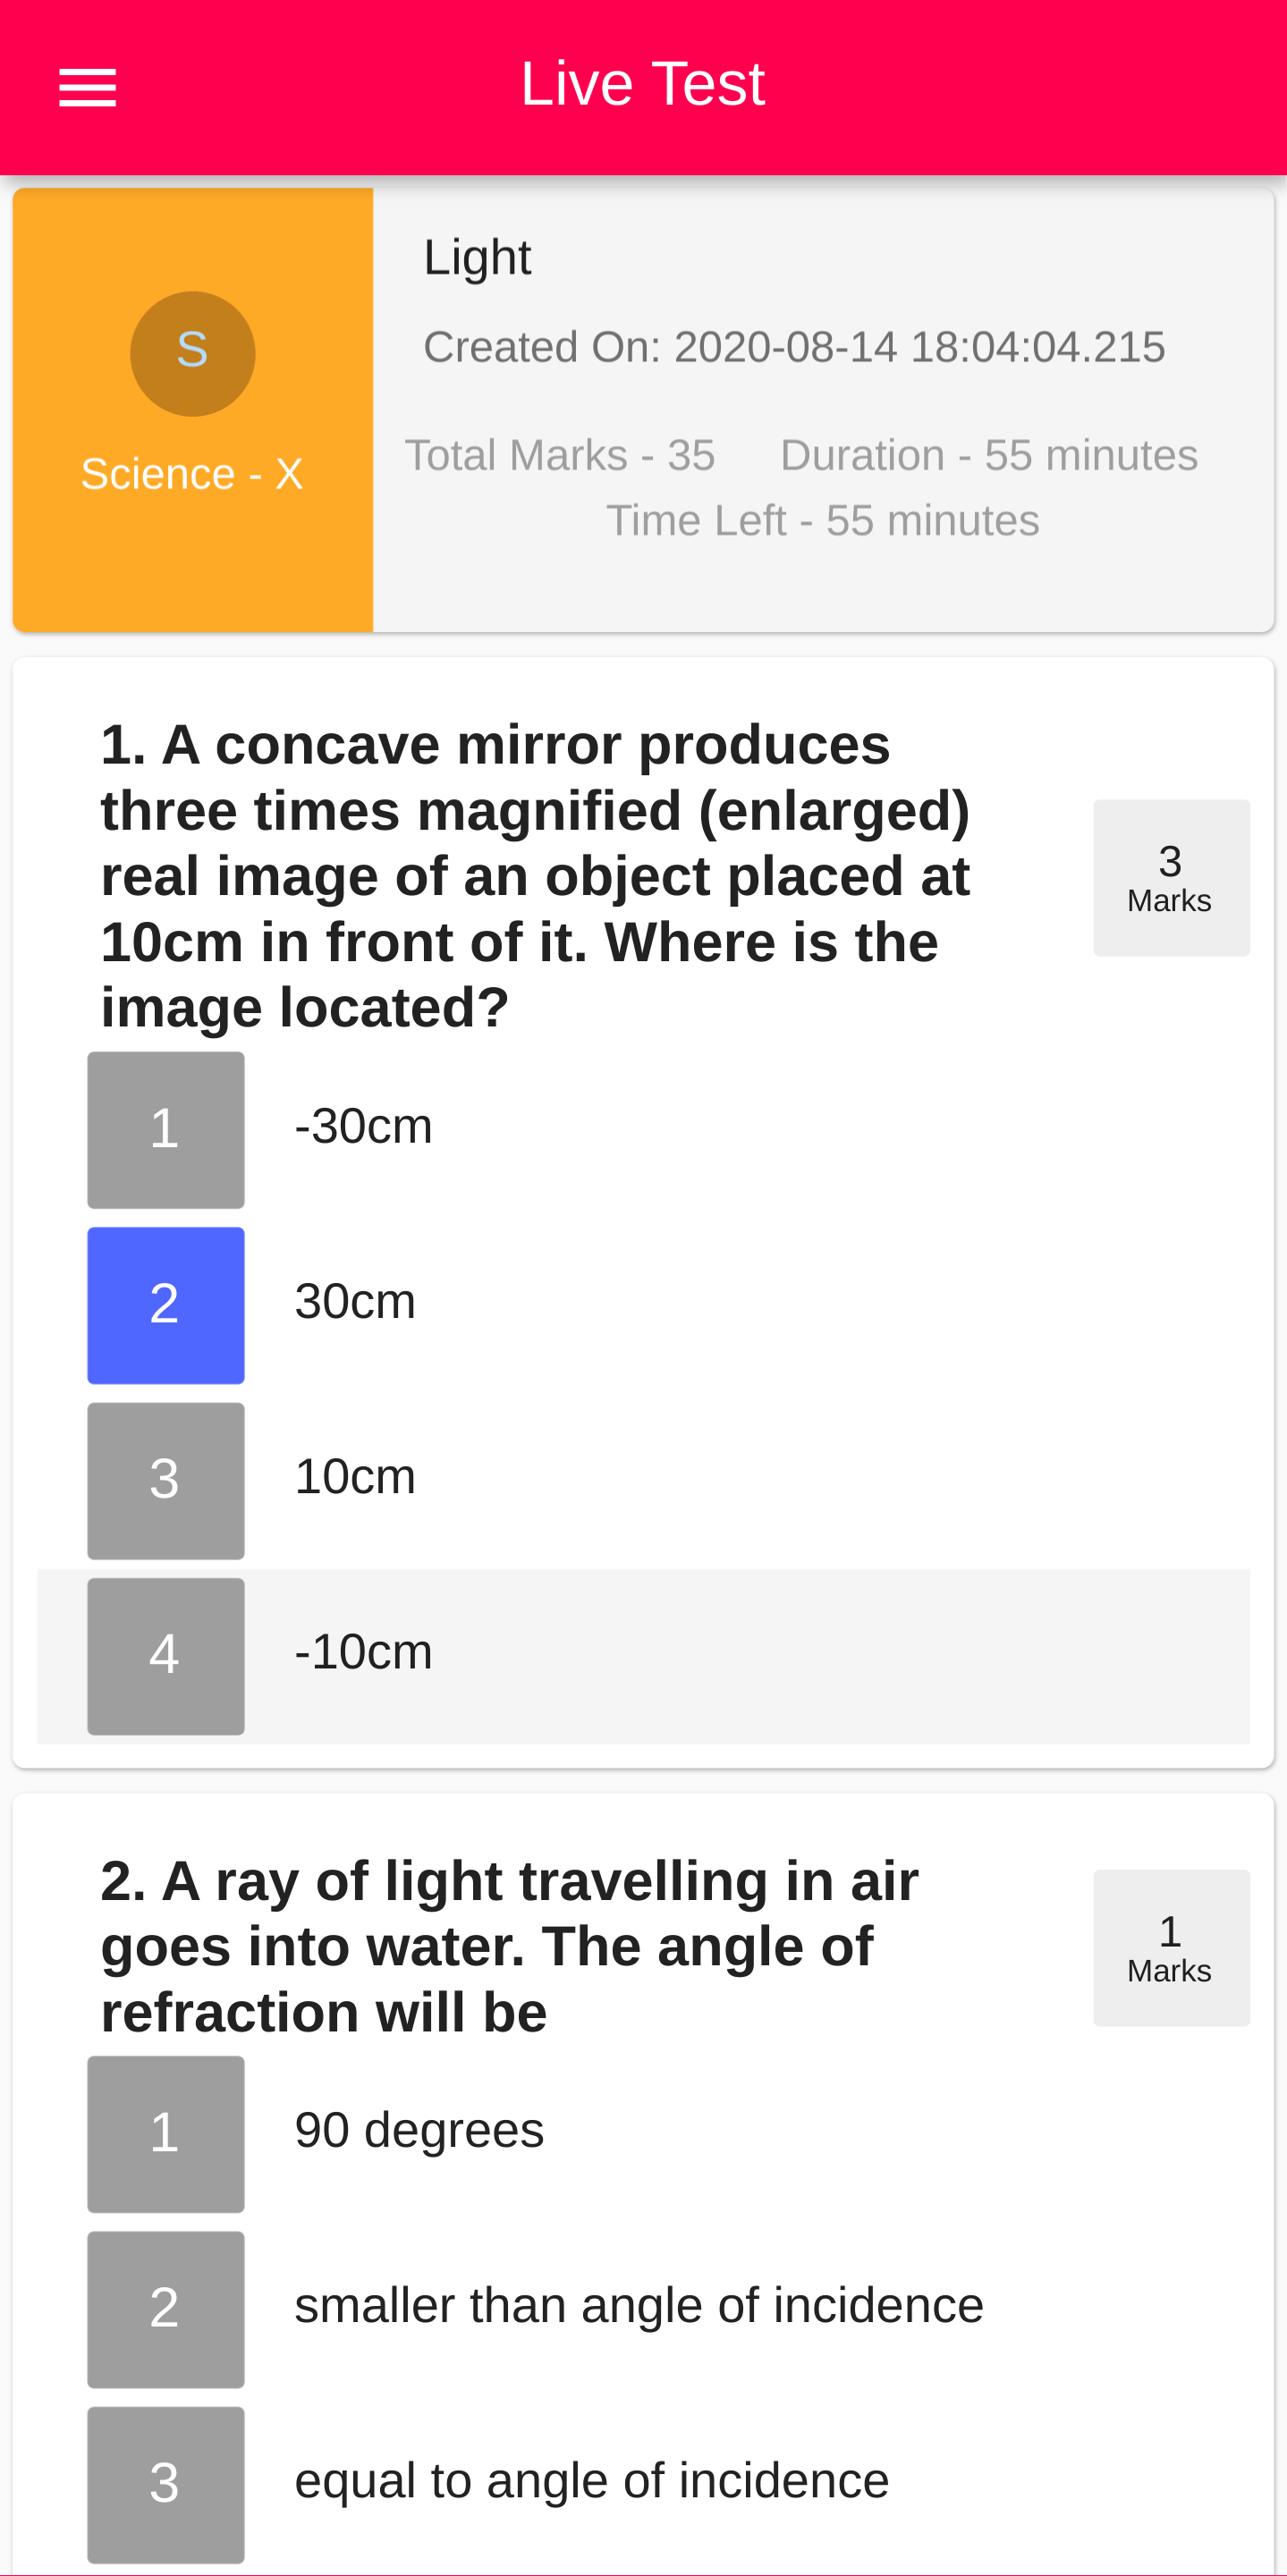 Live Test
S
Science - X
Light
Created On: 2020-08-14 18:04:04.215
Total Marks - 35 Duration - 55 minutes
Time Left - 55 minutes
1. A concave mirror produces
three times magnified (enlarged)
real image of an object placed at
10cm in front of it. Where is the
image located?
3
Marks
1 -30cm
2 30cm
3 10cm
4 -10cm
2. A ray of light travelling in air
goes into water. The angle of
refraction will be
1
Marks
1 90 degrees
2 smaller than angle of incidence
3 equal to angle of incidence